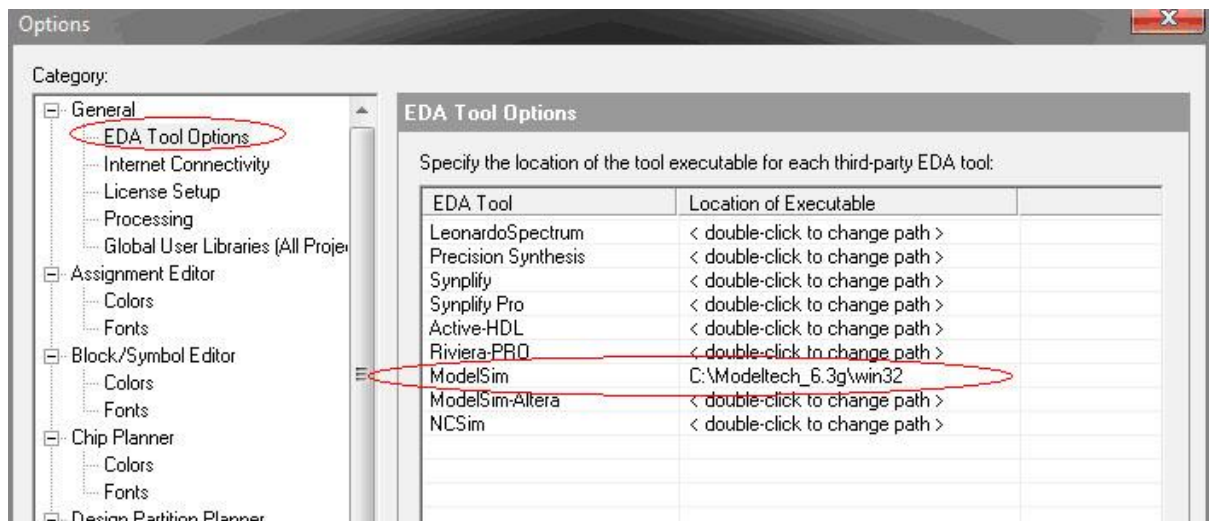 Options
Category:
General
EDA Tool Options
Internet Connectivity
License Setup
Processing
Global User Libraries (All Proje
Assignment Editor
Colors
Fonts
Block/Symbol Editor
Colors
Fonts
Chip Planner
Colors
Fonts
Design Partition Planner
EDA Tool Options
Specify the location of the tool executable for each third-party EDA tool:
EDA Tool Location of Executable
LeonardoSpectrum < double-click to change path >
Precision Synthesis < double-click to change path >
Synplify < double-click to change path >
Synplify Pro < double-click to change path >
Active-HDL < double-click to change path >
Riviera-PRO < double-click to change path >
ModelSim C:\Modeltech_6.3g\win32
ModelSim-Altera < double-click to change path >
NCSim < double-click to change path >